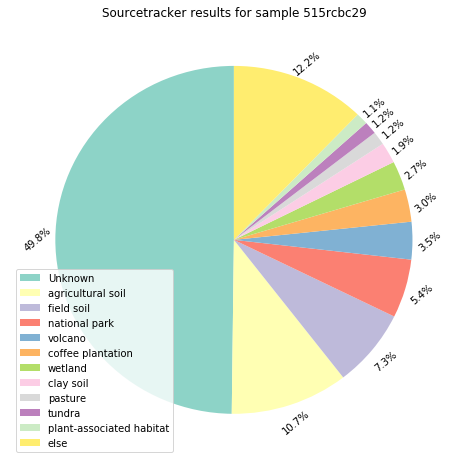 Sourcetracker results for sample 515rcbc29
12.2%
1.1%
1.2%
1.2%
1.9%
2.7%
3.0%
3.5%
5.4%
7.3%
10.7%
49.8%
Unknown
agricultural soil
field soil
national park
volcano
coffee plantation
wetland
clay soil
pasture
tundra
plant-associated habitat
else